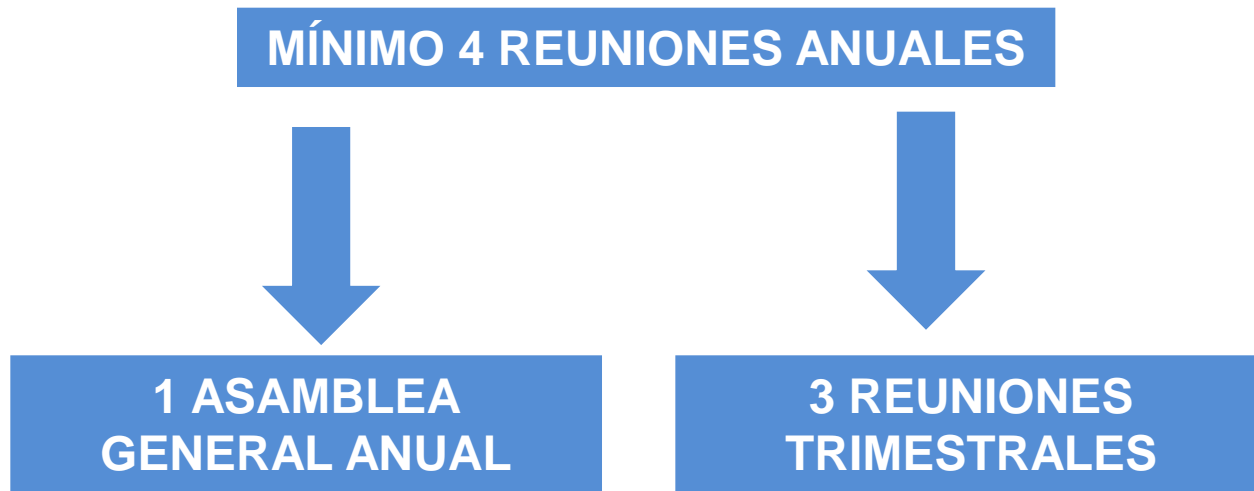 MÍNIMO 4 REUNIONES ANUALES
1 ASAMBLEA
GENERAL ANUAL
3 REUNIONES
TRIMESTRALES